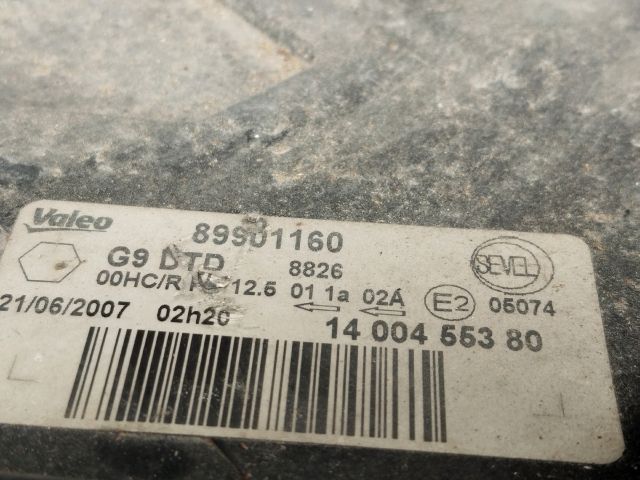 Valeo 89901160
G9 DTD 8826 SEVEL
00HC/R 12.5 01 1a 02A E2 05074
21/06/2007 02h20 14 004 553 80